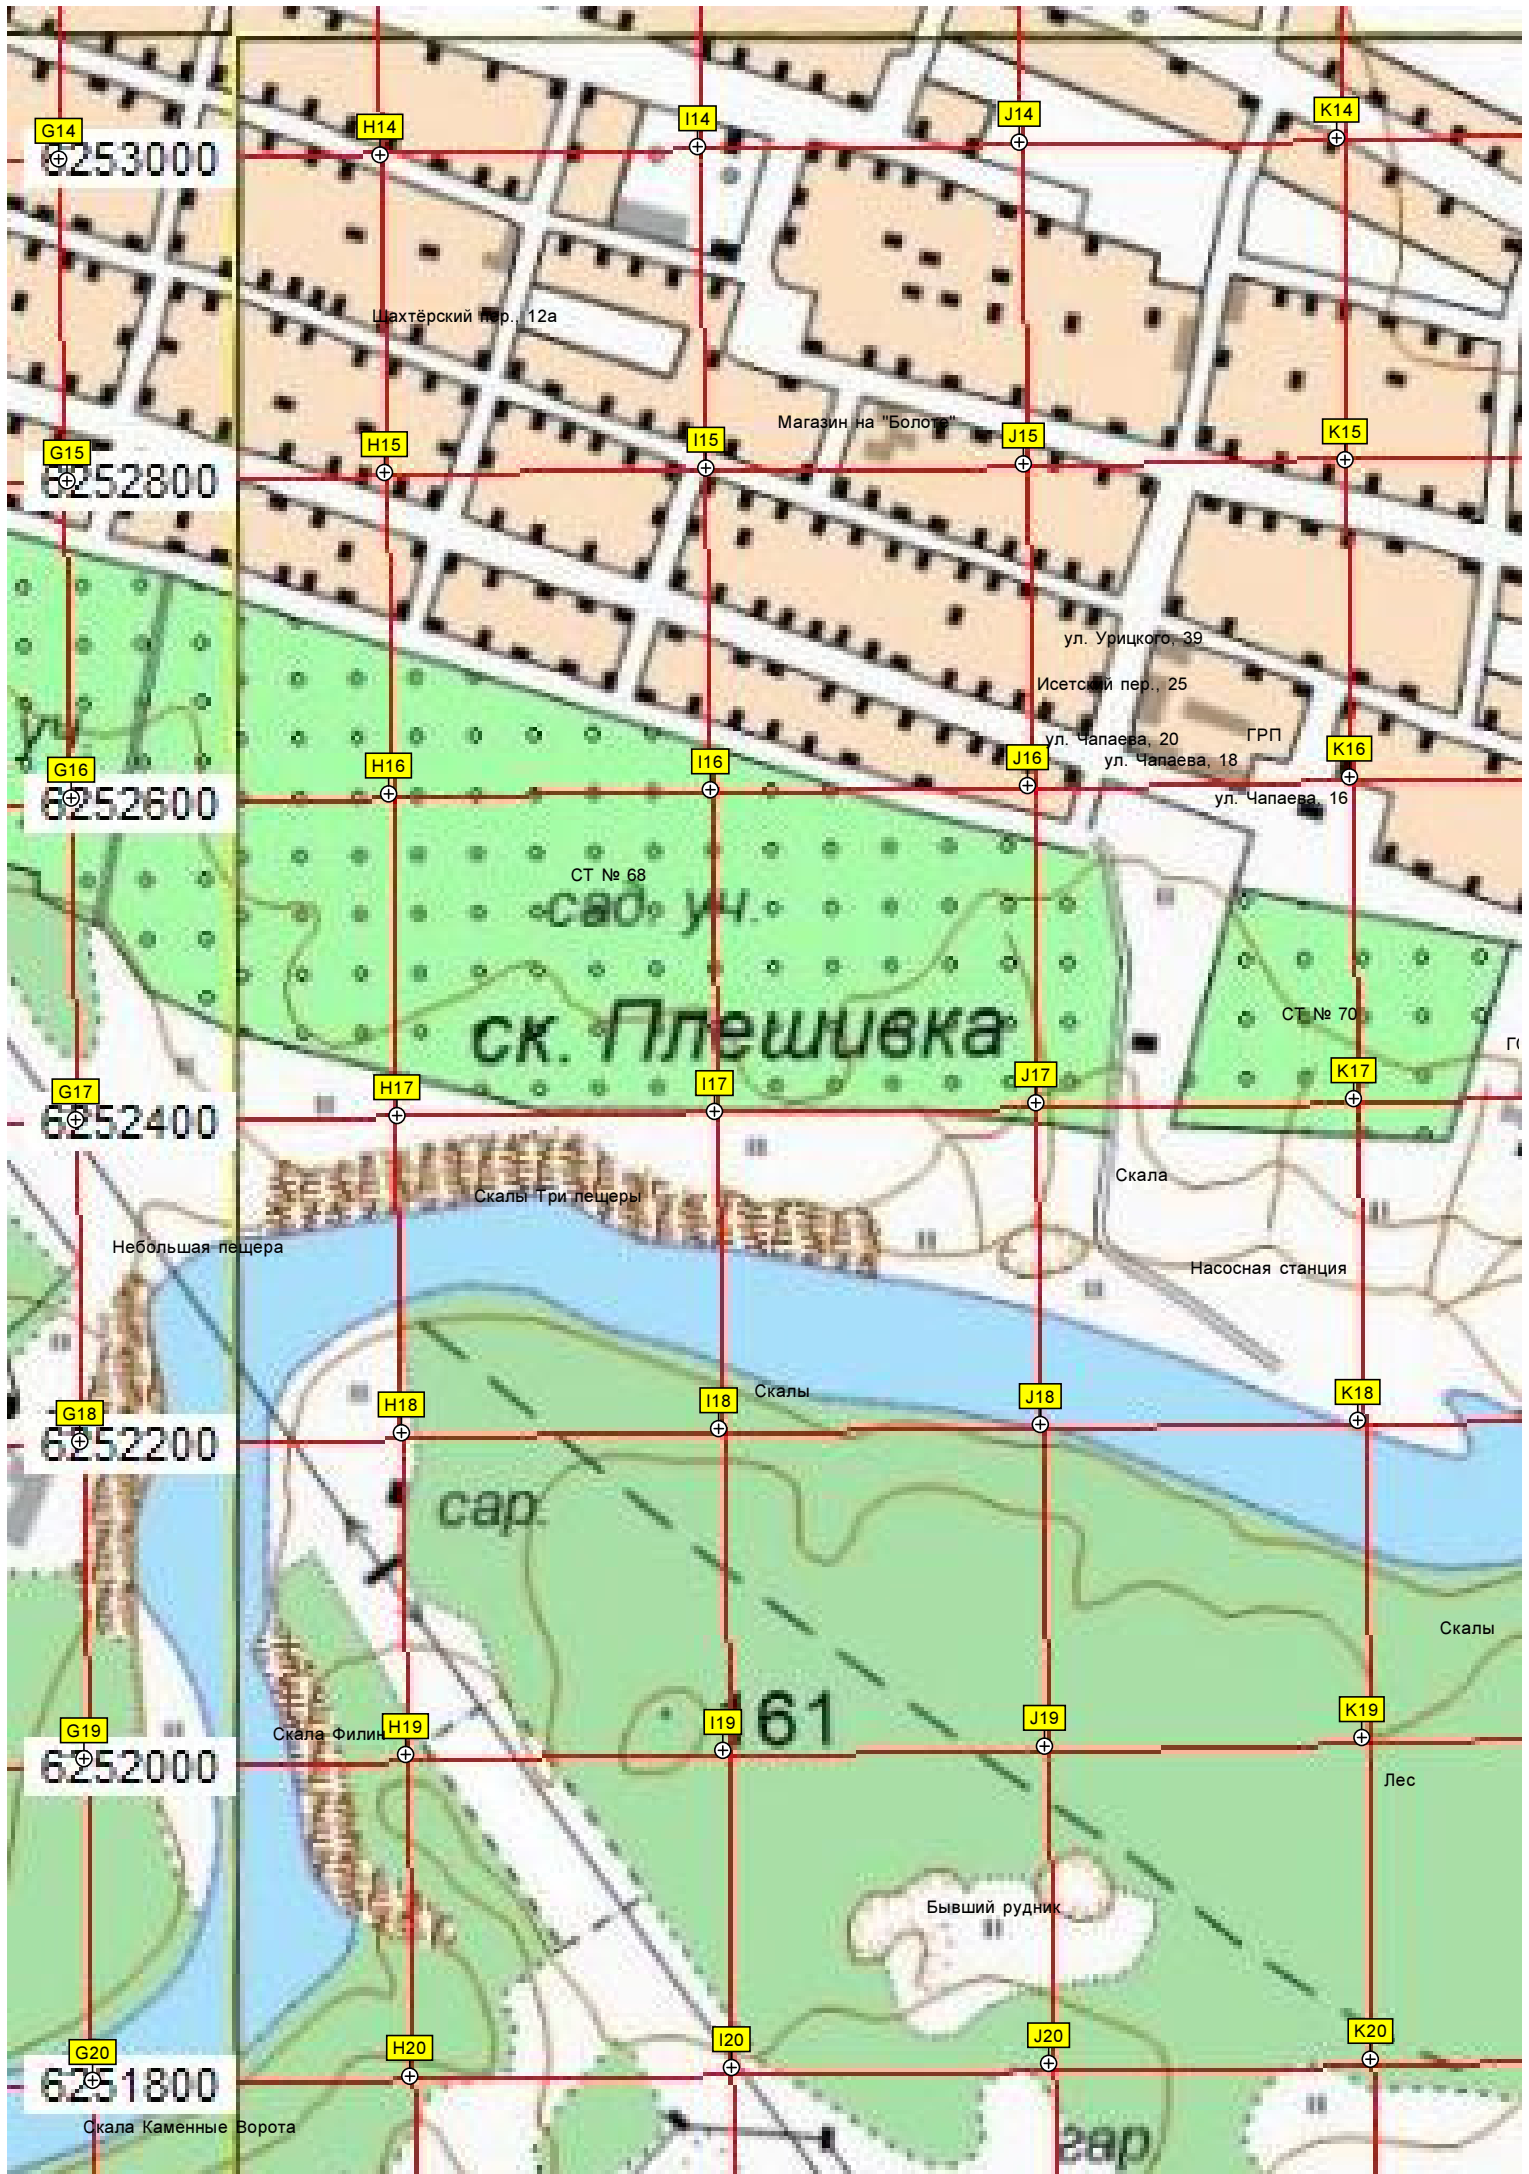 G14
H14
I14
J14
K14
6253000
Шахтёрский пер., 12а
Магазин на "Болоте"
G15
H15
I15
J15
K15
6252800
ул. Урицкого, 39
Исетский пер., 25
уч
ул. Чапаева, 20
ГРП
ул. Чапаева, 18
G16
H16
I16
J16
K16
6252600
ул. Чапаева, 16
СТ № 68
сад. уч.
СТ № 70
ск. Плешивка
G17
H17
I17
J17
K17
6252400
Скала
Скалы Три пещеры
Небольшая пещера
Насосная станция
Скалы
G18
H18
I18
J18
K18
6252200
сар.
Скалы
G19
H19
I19
J19
K19
161
Скала Филин
6252000
Лес
Бывший рудник
G20
H20
I20
J20
K20
6251800
Скала Каменные Ворота
гар